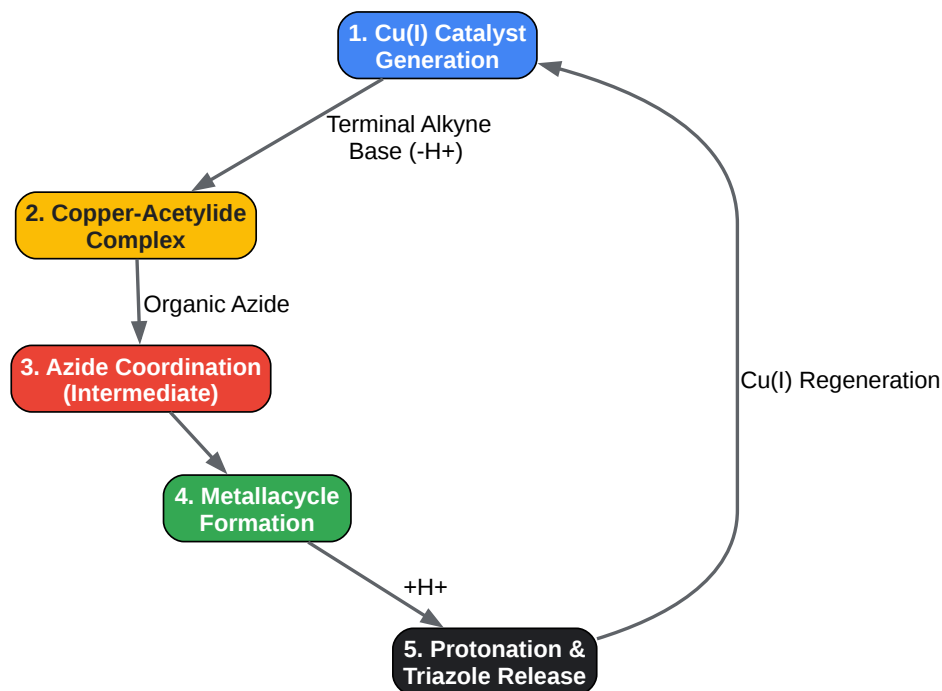 1. Cu(I) Catalyst
Generation
Terminal Alkyne
Base (-H+)
2. Copper-Acetylide
Complex
Organic Azide
3. Azide Coordination
(Intermediate)
Cu(I) Regeneration
4. Metallacycle
Formation
+H+
5. Protonation &
Triazole Release